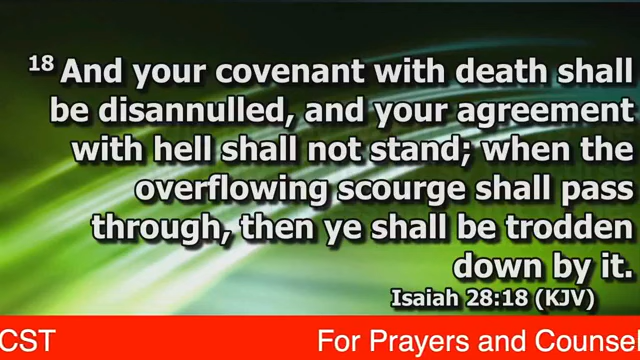 18 And your covenant with death shall
be disannulled, and your agreement
with hell shall not stand; when the
overflowing scourge shall pass
through, then ye shall be trodden
down by it.
Isaiah 28:18 (KJV)
CST For Prayers and Counsel